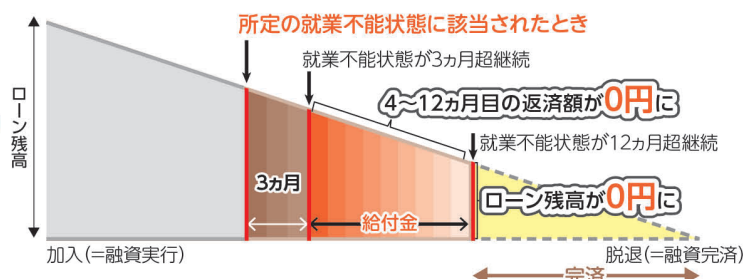 所定の就業不能状態に該当されたとき
就業不能状態が3ヵ月超継続
4～12ヵ月目の返済額が0円に
就業不能状態が12ヵ月超継続
ローン残高
3ヵ月
給付金
ローン残高が0円に
加入(=融資実行)
脱退(=融資完済)
完済